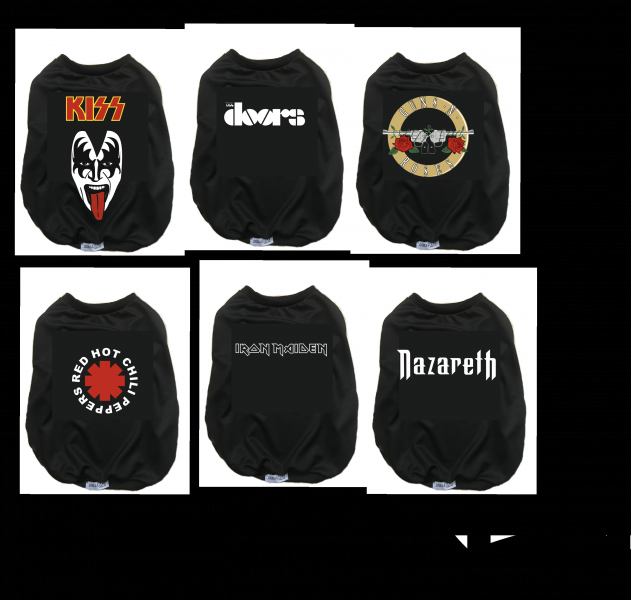 KISS
THE
doors
GUNS N'
ROSES
RED HOT CHILI PEPPERS
IRON MAIDEN
Nazareth